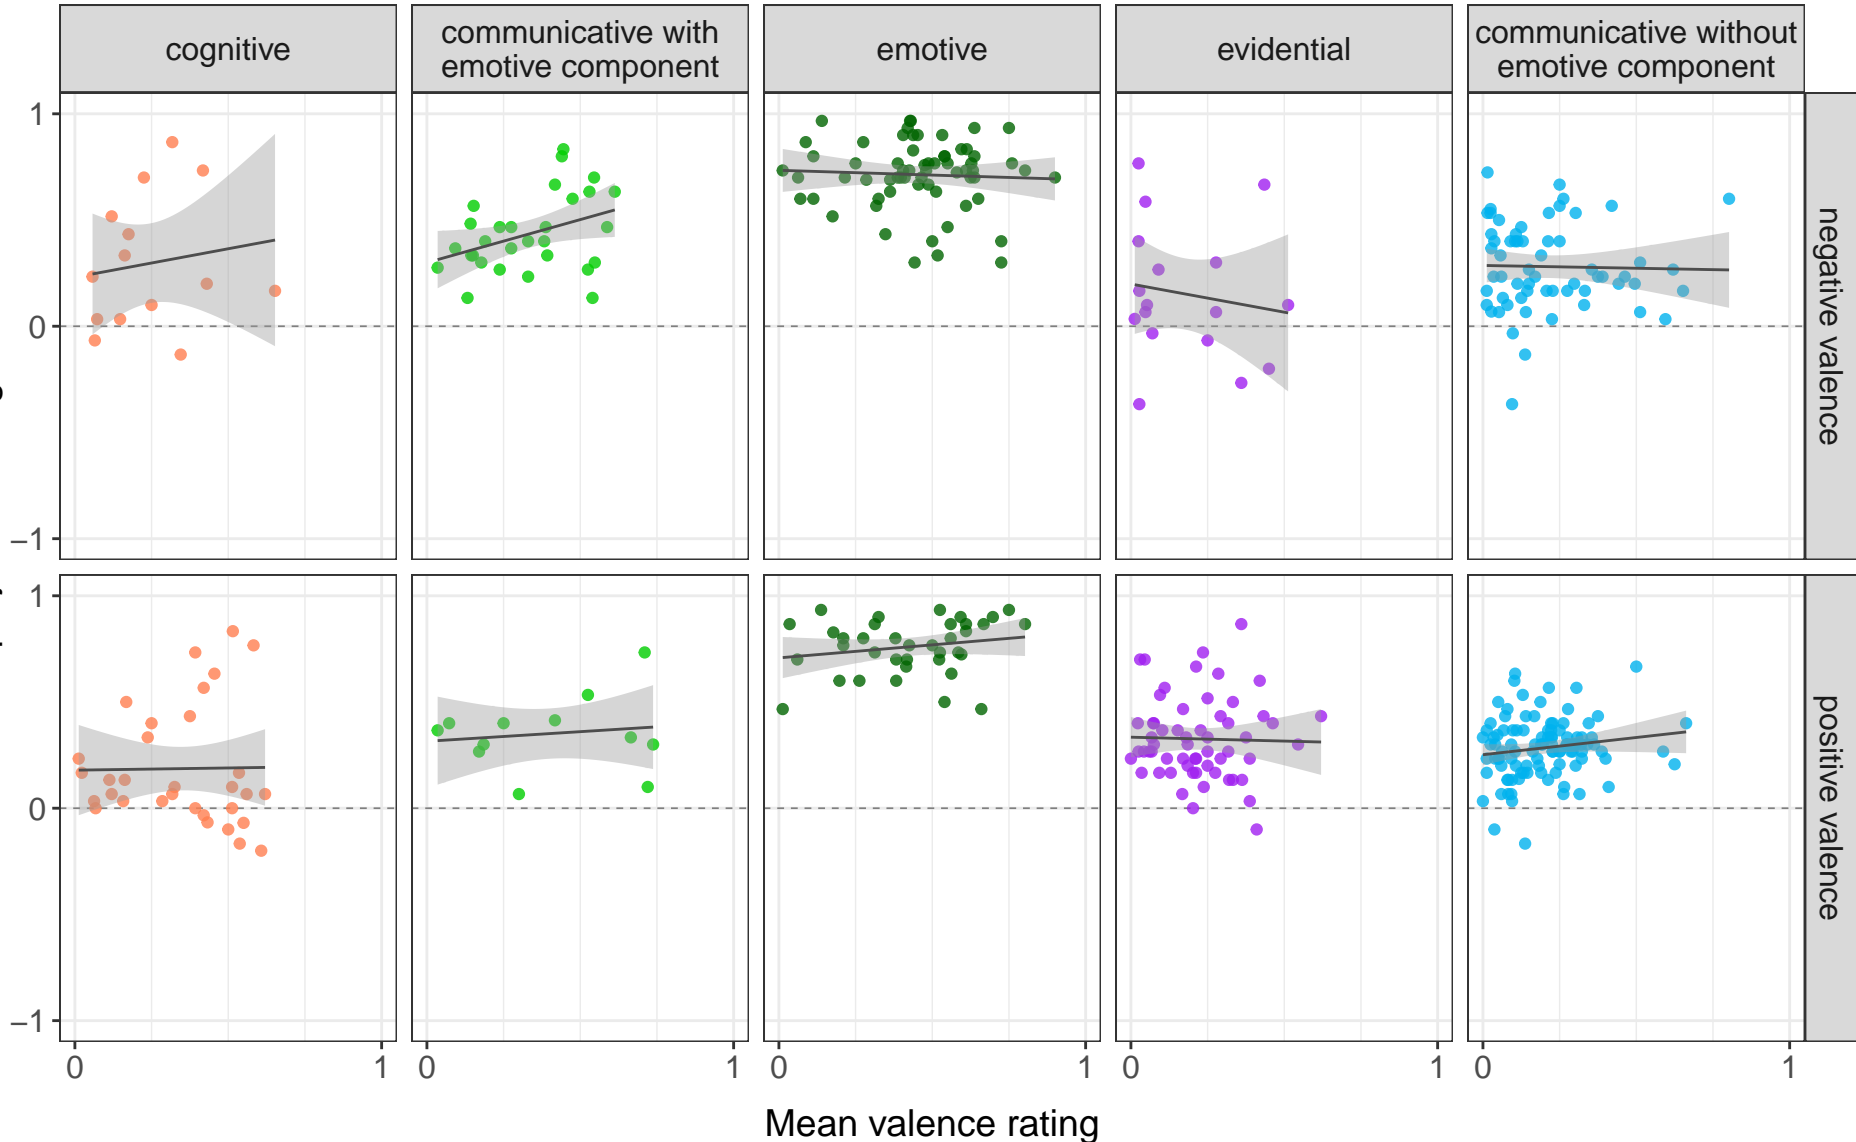 cognitive
communicative with
emotive component
emotive
evidential
communicative without
emotive component
1
0
−1
negative valence
1
0
−1
positive valence
0 1 0 1 0 1 0 1 0 1
Mean valence rating